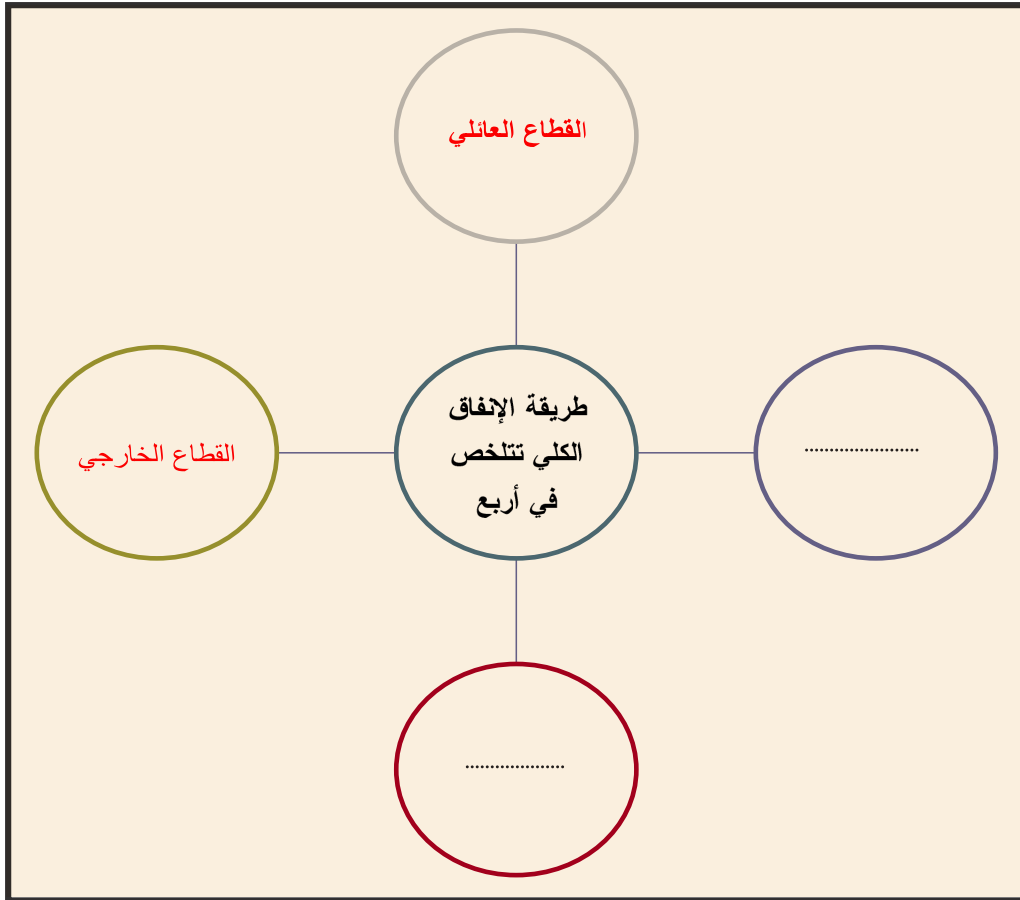 القطاع العائلي
طريقة الإنفاق
الكلي تتلخص
في أربع
.......................
القطاع الخارجي
....................